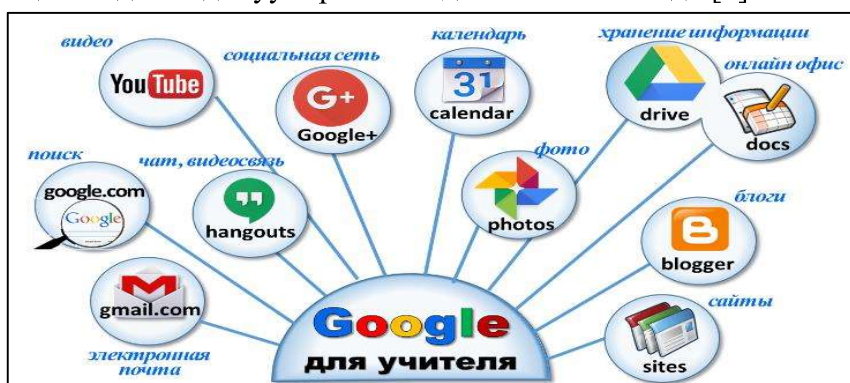 видео
YouTube
социальная сеть
G+
Google+
календарь
31
calendar
хранение информации
drive
онлайн офис
docs
поиск
google.com
Google
чат, видеосвязь
hangouts
фото
photos
блоги
B
blogger
M
gmail.com
электронная
почта
Google
для учителя
сайты
sites